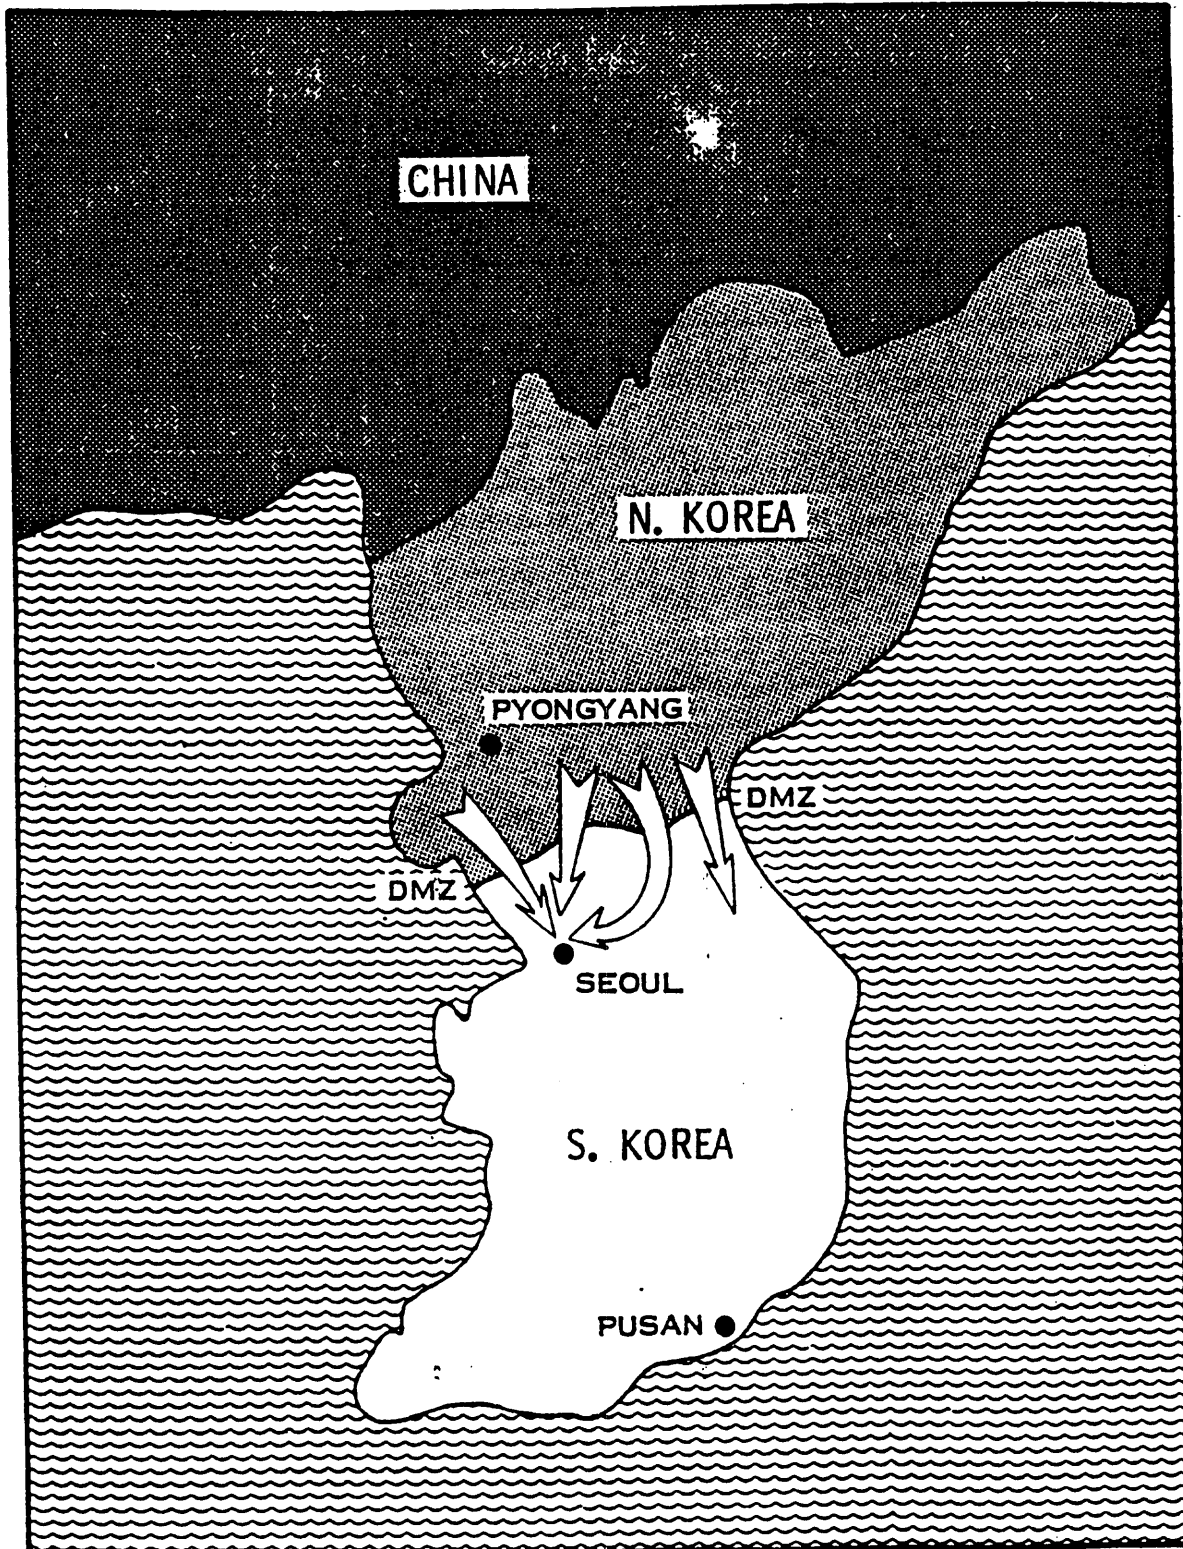 CHINA
N. KOREA
PYONGYANG
DMZ
DMZ
SEOUL
S. KOREA
PUSAN